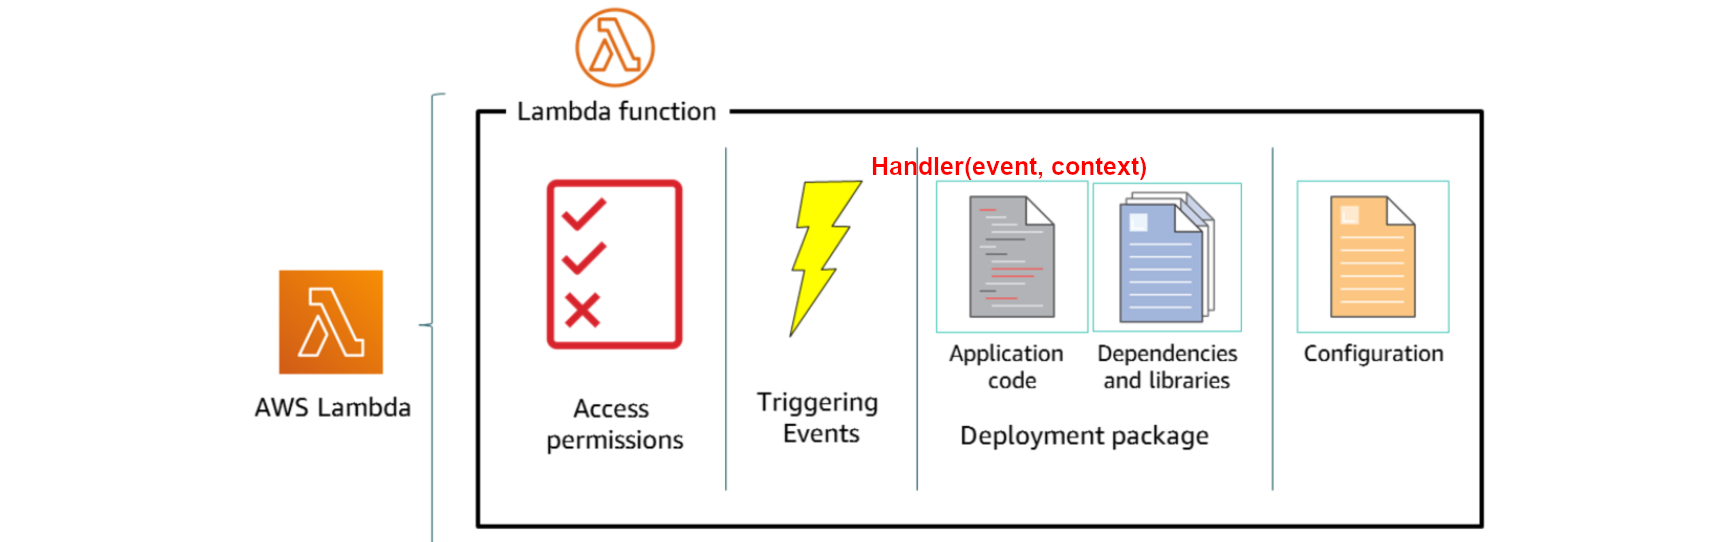 Lambda function
Handler(event, context)
AWS Lambda
Access
permissions
Triggering
Events
Application
code
Dependencies
and libraries
Deployment package
Configuration